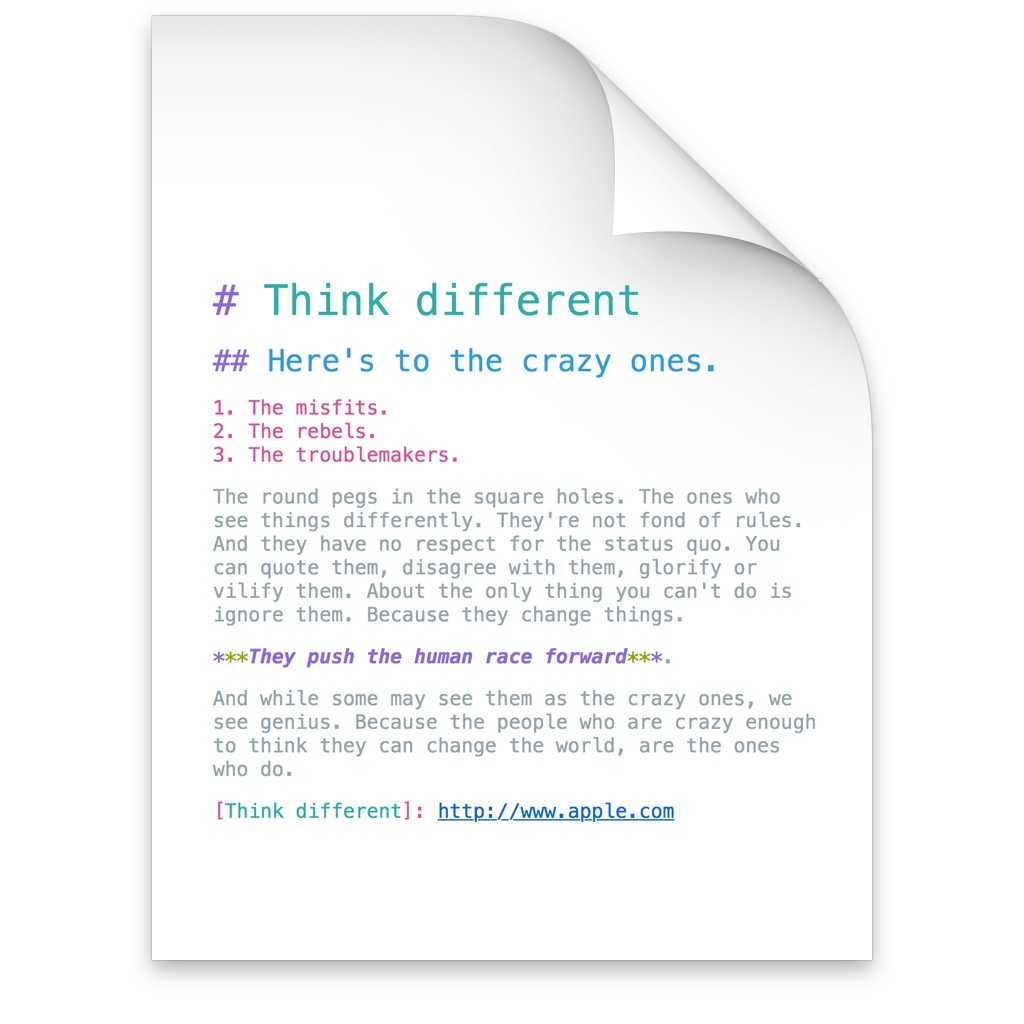 # Think different
## Here's to the crazy ones.
1. The misfits.
2. The rebels.
3. The troublemakers.
The round pegs in the square holes. The ones who
see things differently. They're not fond of rules.
And they have no respect for the status quo. You
can quote them, disagree with them, glorify or
vilify them. About the only thing you can't do is
ignore them. Because they change things.
***They push the human race forward***.
And while some may see them as the crazy ones, we
see genius. Because the people who are crazy enough
to think they can change the world, are the ones
who do.
[Think different]: http://www.apple.com